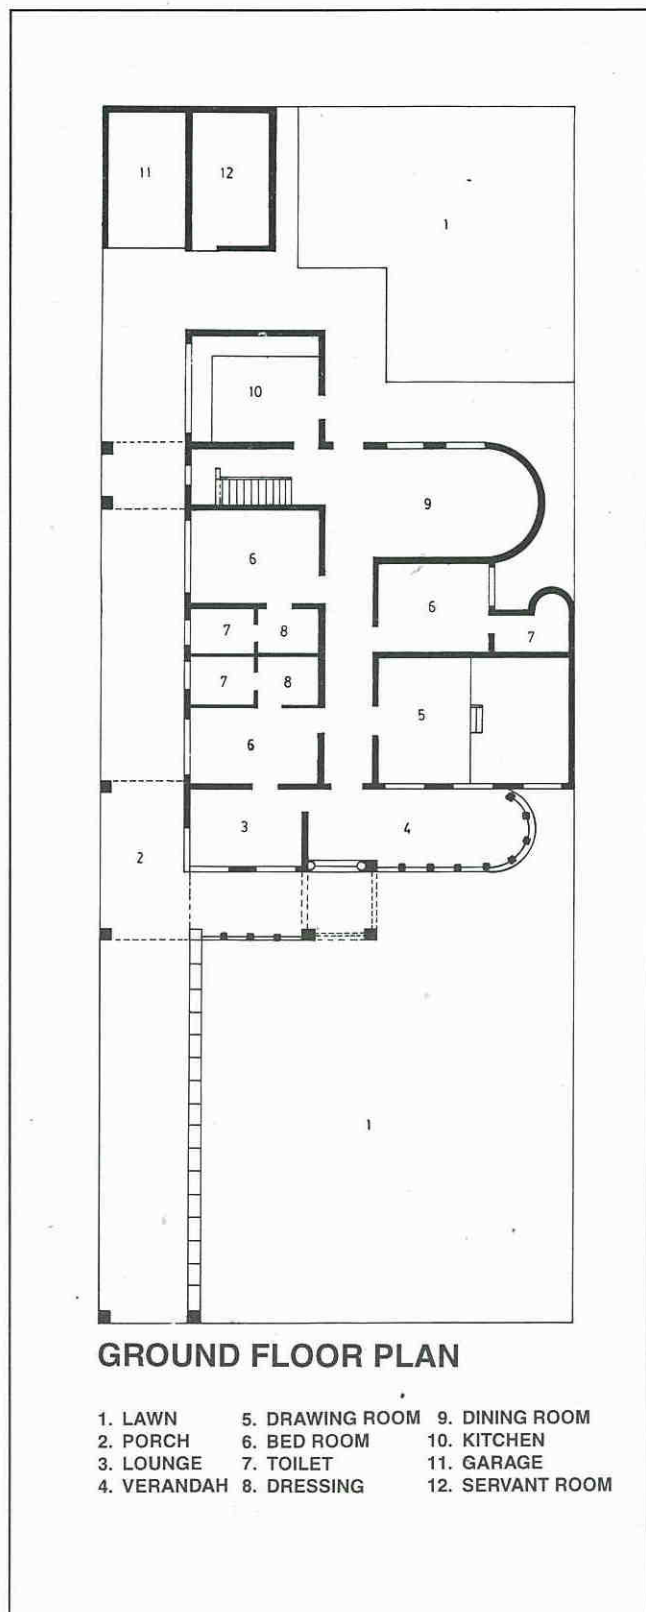 11 12
1
10
9
6
6
7 8
7
7 8
5
6
3 4
2
1
GROUND FLOOR PLAN
1. LAWN 5. DRAWING ROOM 9. DINING ROOM
2. PORCH 6. BED ROOM 10. KITCHEN
3. LOUNGE 7. TOILET 11. GARAGE
4. VERANDAH 8. DRESSING 12. SERVANT ROOM